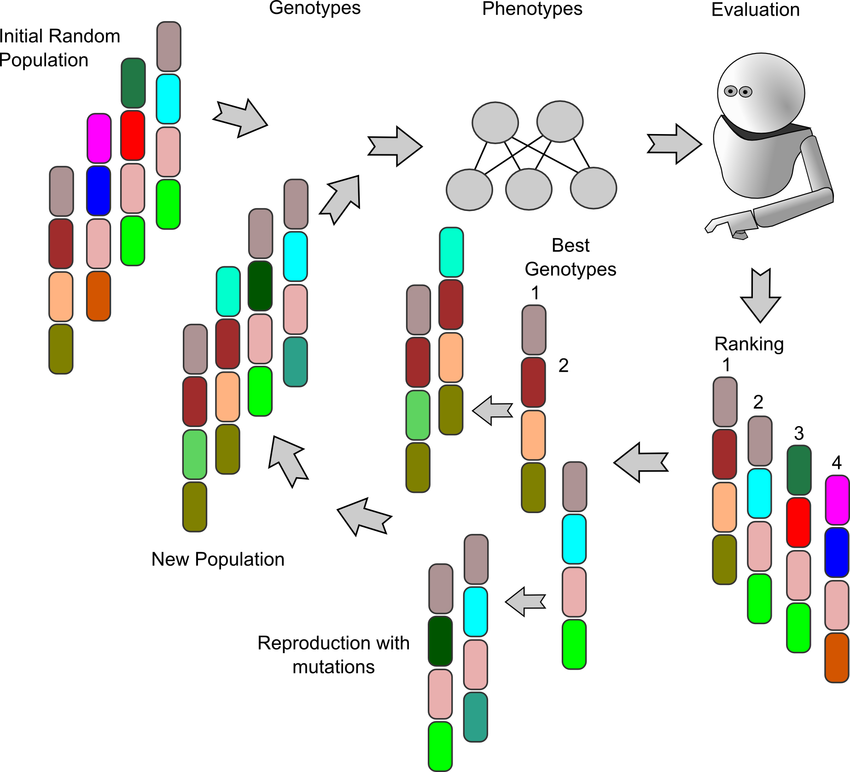 Genotypes
Phenotypes
Evaluation
Initial Random
Population
Best
Genotypes
1
2
Ranking
1
2
3
4
New Population
Reproduction with
mutations